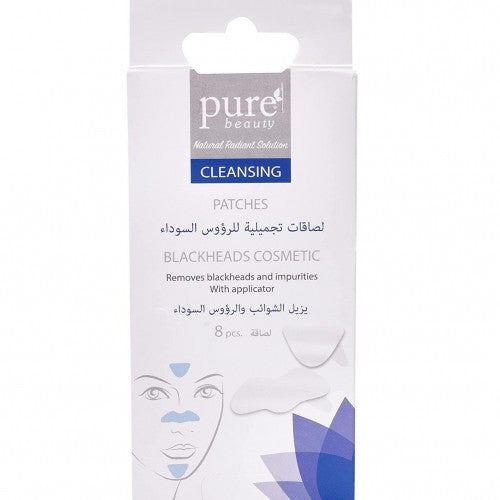 pure
beauty
Natural Radiant Solution
CLEANSING
PATCHES
لصاقات تجميلية للرؤوس السوداء
BLACKHEADS COSMETIC
Removes blackheads and impurities
With applicator
يزيل الشوائب والرؤوس السوداء
8 pcs. لصاقة